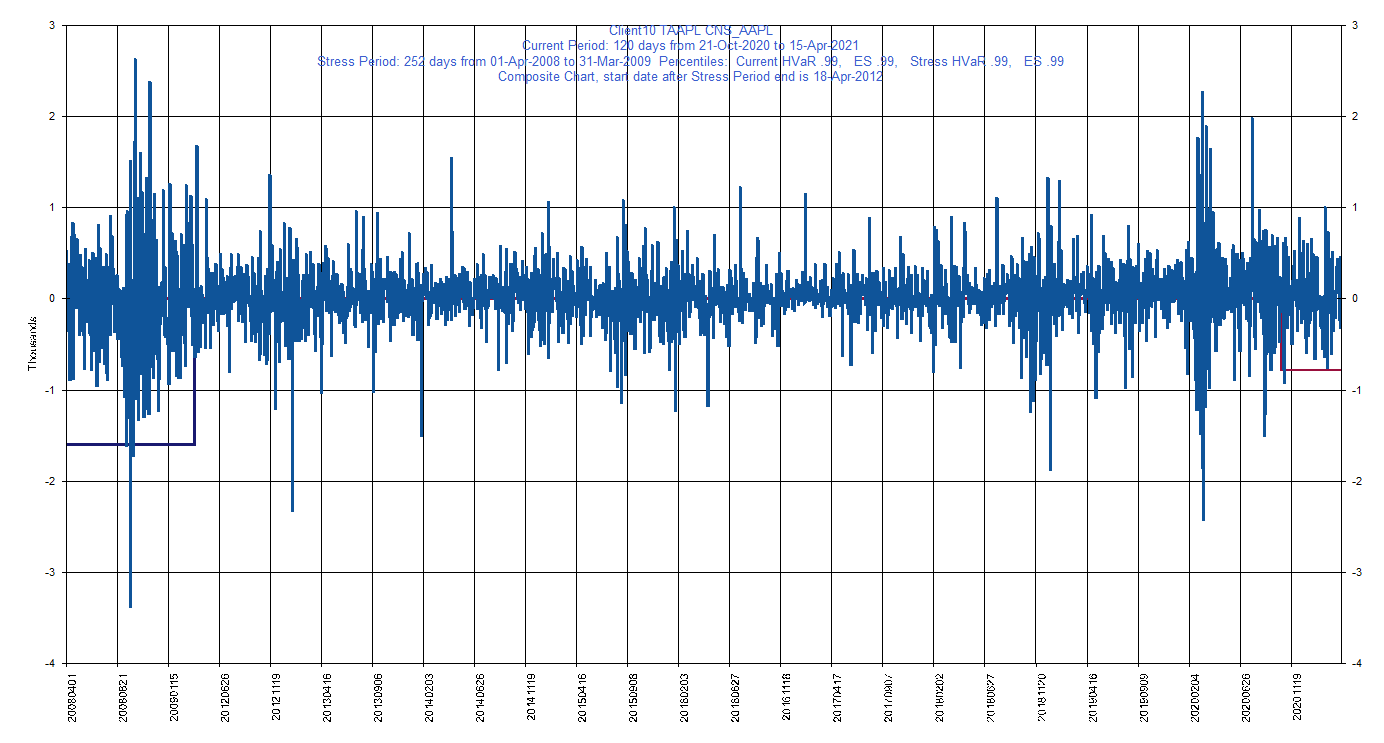 Client10 TAAPL CNS_AAPL
Current Period: 120 days from 21-Oct-2020 to 15-Apr-2021
Stress Period: 252 days from 01-Apr-2008 to 31-Mar-2009 Percentiles: Current HVaR .99, ES .99, Stress HVaR .99, ES .99
Composite Chart, start date after Stress Period end is 18-Apr-2012
3 3
2 2
1 1
0 0
Thousands
-1 -1
-2 -2
-3 -3
-4 -4
20080401 20080821 20090115 20120626 20121119 20130416 20130906 20140203 20140626 20141119 20150416 20150908 20160203 20160627 20161118 20170417 20170907 20180202 20180627 20181120 20190416 20190909 20200204 20200626 20201119